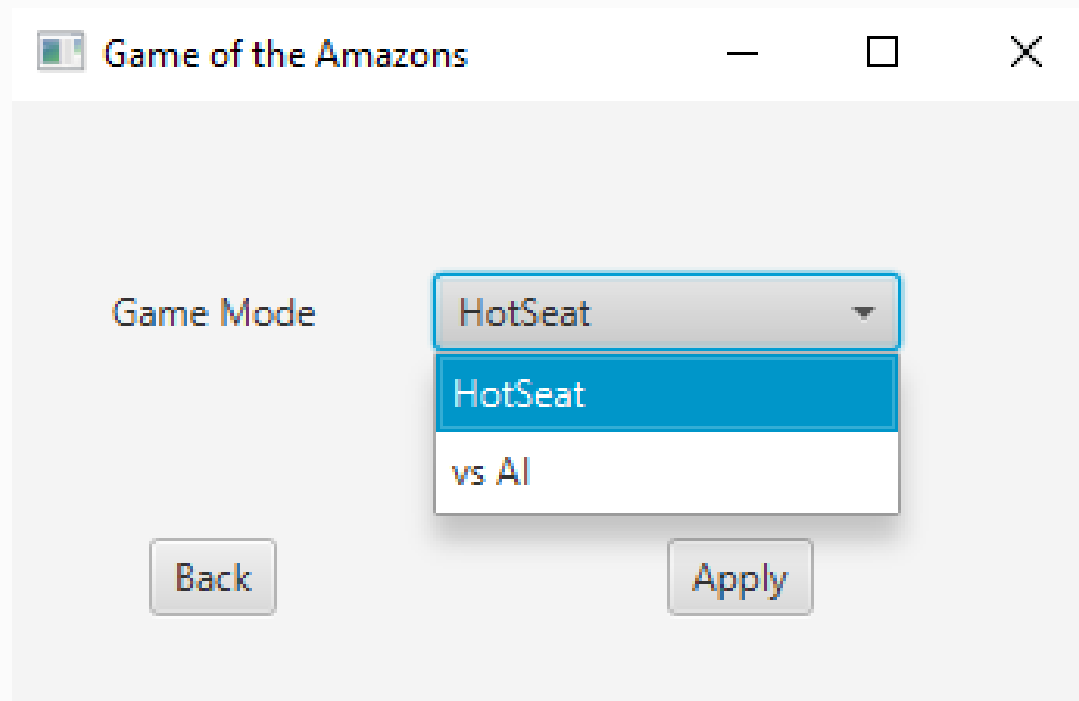 Game of the Amazons
Game Mode HotSeat
HotSeat
vs AI
Back Apply